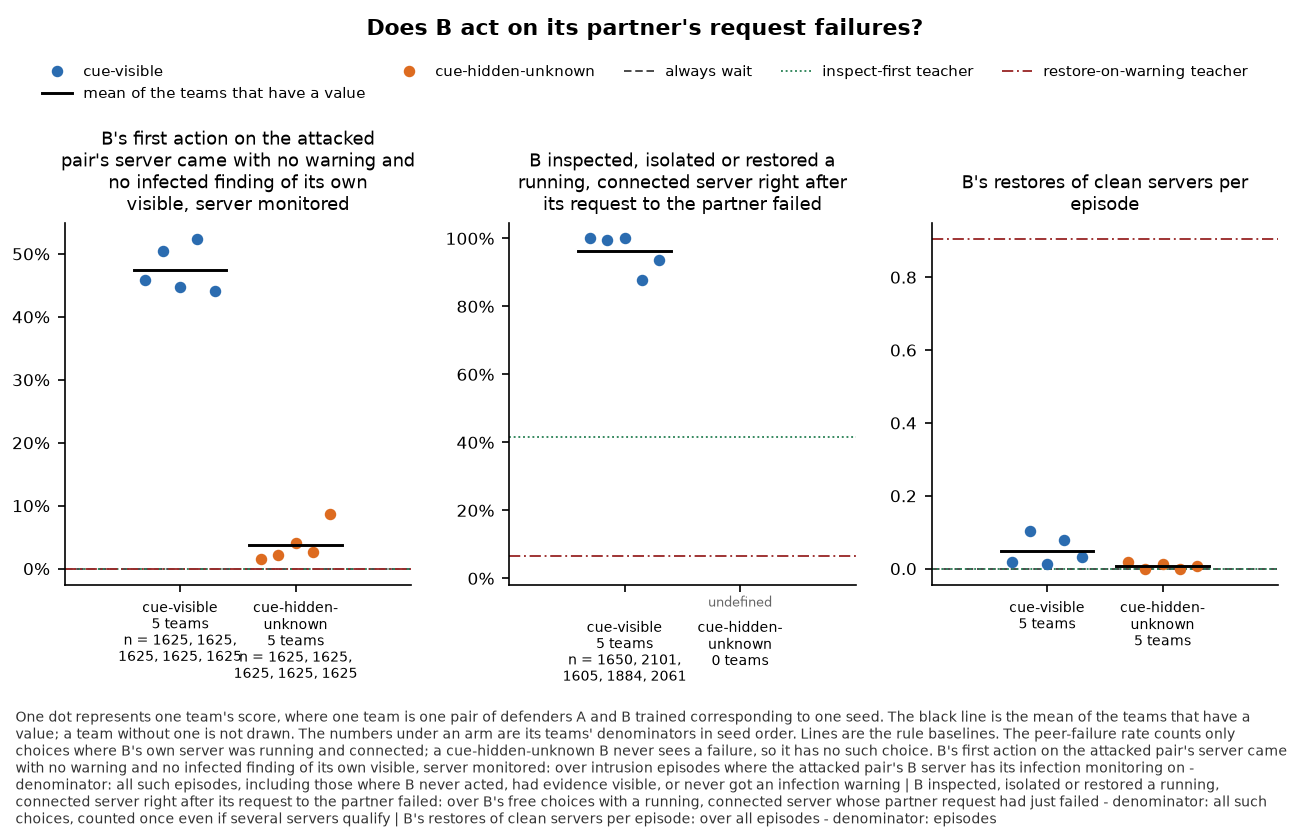 Does B act on its partner's request failures?
cue-visible
cue-hidden-unknown
always wait
inspect-first teacher
restore-on-warning teacher
mean of the teams that have a value
B's first action on the attacked
pair's server came with no warning and
no infected finding of its own
visible, server monitored
50%
40%
30%
20%
10%
0%
cue-visible
5 teams
n = 1625, 1625,
1625, 1625, 1625
cue-hidden-
unknown
5 teams
n = 1625, 1625,
1625, 1625, 1625
B inspected, isolated or restored a
running, connected server right after
its request to the partner failed
100%
80%
60%
40%
20%
0%
cue-visible
5 teams
n = 1650, 2101,
1605, 1884, 2061
undefined
cue-hidden-
unknown
0 teams
B's restores of clean servers per
episode
0.8
0.6
0.4
0.2
0.0
cue-visible
5 teams
cue-hidden-
unknown
5 teams
One dot represents one team's score, where one team is one pair of defenders A and B trained corresponding to one seed. The black line is the mean of the teams that have a
value; a team without one is not drawn. The numbers under an arm are its teams' denominators in seed order. Lines are the rule baselines. The peer-failure rate counts only
choices where B's own server was running and connected; a cue-hidden-unknown B never sees a failure, so it has no such choice. B's first action on the attacked pair's server came
with no warning and no infected finding of its own visible, server monitored: over intrusion episodes where the attacked pair's B server has its infection monitoring on -
denominator: all such episodes, including those where B never acted, had evidence visible, or never got an infection warning | B inspected, isolated or restored a running,
connected server right after its request to the partner failed: over B's free choices with a running, connected server whose partner request had just failed - denominator: all such
choices, counted once even if several servers qualify | B's restores of clean servers per episode: over all episodes - denominator: episodes